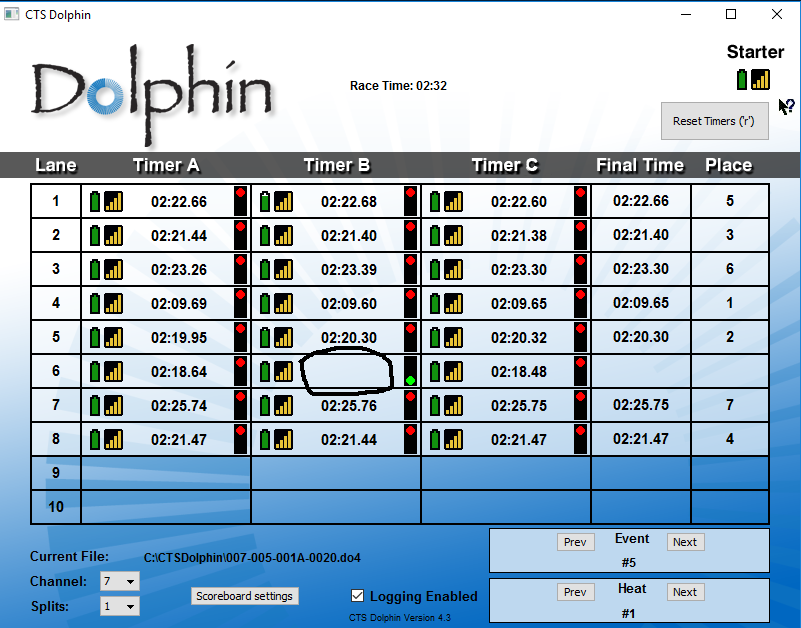 CTS Dolphin
Dolphin
Race Time: 02:32
Starter
Reset Timers ('r')
Lane Timer A Timer B Timer C Final Time Place
1 02:22.66 02:22.68 02:22.60 02:22.66 5
2 02:21.44 02:21.40 02:21.38 02:21.40 3
3 02:23.26 02:23.39 02:23.30 02:23.30 6
4 02:09.69 02:09.60 02:09.65 02:09.65 1
5 02:19.95 02:20.30 02:20.32 02:20.30 2
6 02:18.64 02:18.48
7 02:25.74 02:25.76 02:25.75 02:25.75 7
8 02:21.47 02:21.44 02:21.47 02:21.47 4
9
10
Current File: C:\CTSDolphin\007-005-001A-0020.do4
Channel: 7
Splits: 1
Scoreboard settings
Logging Enabled
CTS Dolphin Version 4.3
Prev Event Next
#5
Prev Heat Next
#1